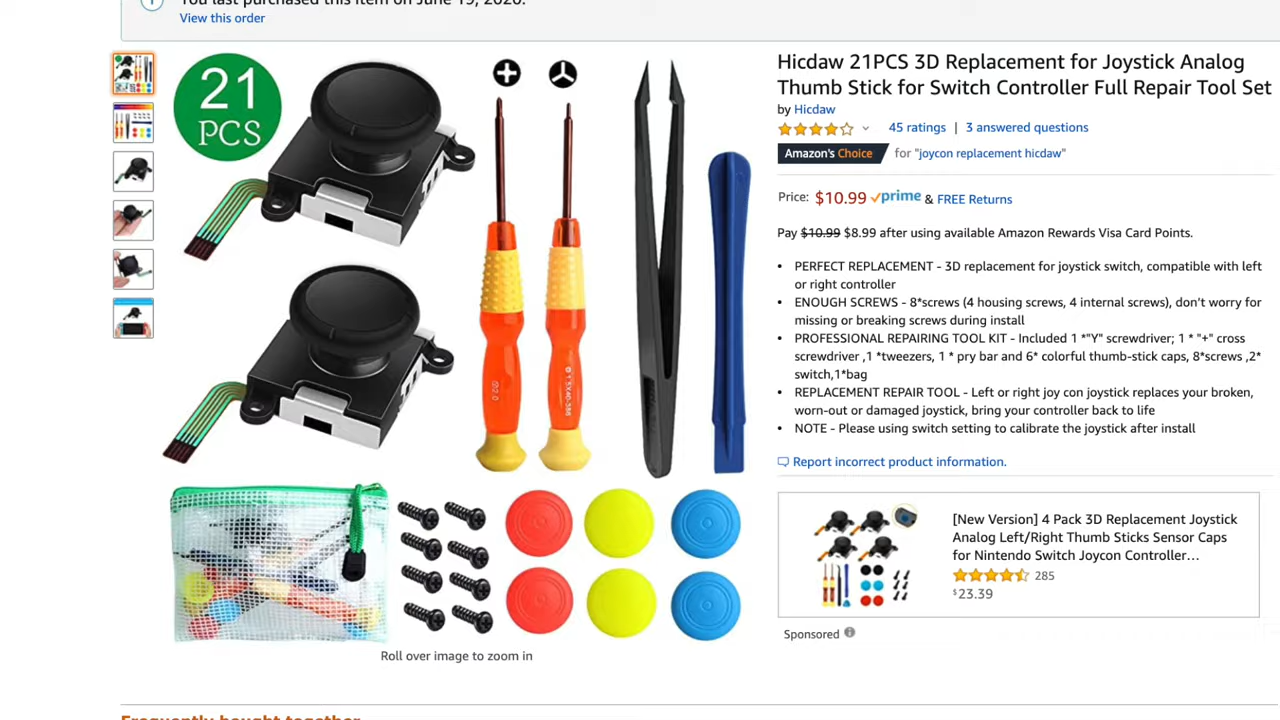 You last purchased this item on June 19, 2020.
View this order
21
PCS
Hicdaw 21PCS 3D Replacement for Joystick Analog
Thumb Stick for Switch Controller Full Repair Tool Set
by Hicdaw
45 ratings | 3 answered questions
Amazon's Choice for "joycon replacement hicdaw"
Price: $10.99 prime & FREE Returns
Pay $10.99 $8.99 after using available Amazon Rewards Visa Card Points.
• PERFECT REPLACEMENT - 3D replacement for joystick switch, compatible with left
or right controller
• ENOUGH SCREWS - 8*screws (4 housing screws, 4 internal screws), don't worry for
missing or breaking screws during install
• PROFESSIONAL REPAIRING TOOL KIT - Included 1 *"Y" screwdriver; 1 * "+" cross
screwdriver ,1 *tweezers, 1 * pry bar and 6* colorful thumb-stick caps, 8*screws ,2*
switch,1*bag
• REPLACEMENT REPAIR TOOL - Left or right joy con joystick replaces your broken,
worn-out or damaged joystick, bring your controller back to life
• NOTE - Please using switch setting to calibrate the joystick after install
Report incorrect product information.
[New Version] 4 Pack 3D Replacement Joystick
Analog Left/Right Thumb Sticks Sensor Caps
for Nintendo Switch Joycon Controller...
285
$23.39
Sponsored
Roll over image to zoom in
Frequently bought together